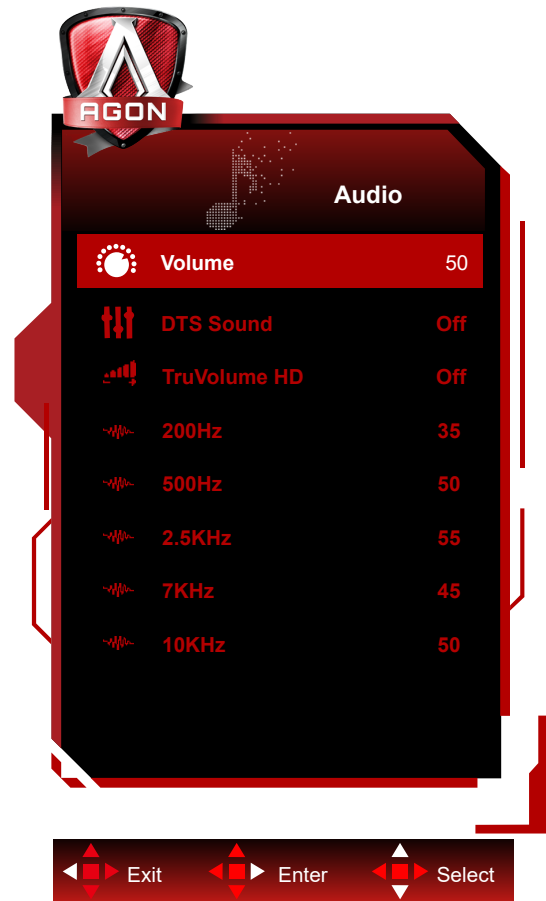 AGON
Audio
Volume 50
DTS Sound Off
TruVolume HD Off
200Hz 35
500Hz 50
2.5KHz 55
7KHz 45
10KHz 50
Exit Enter Select